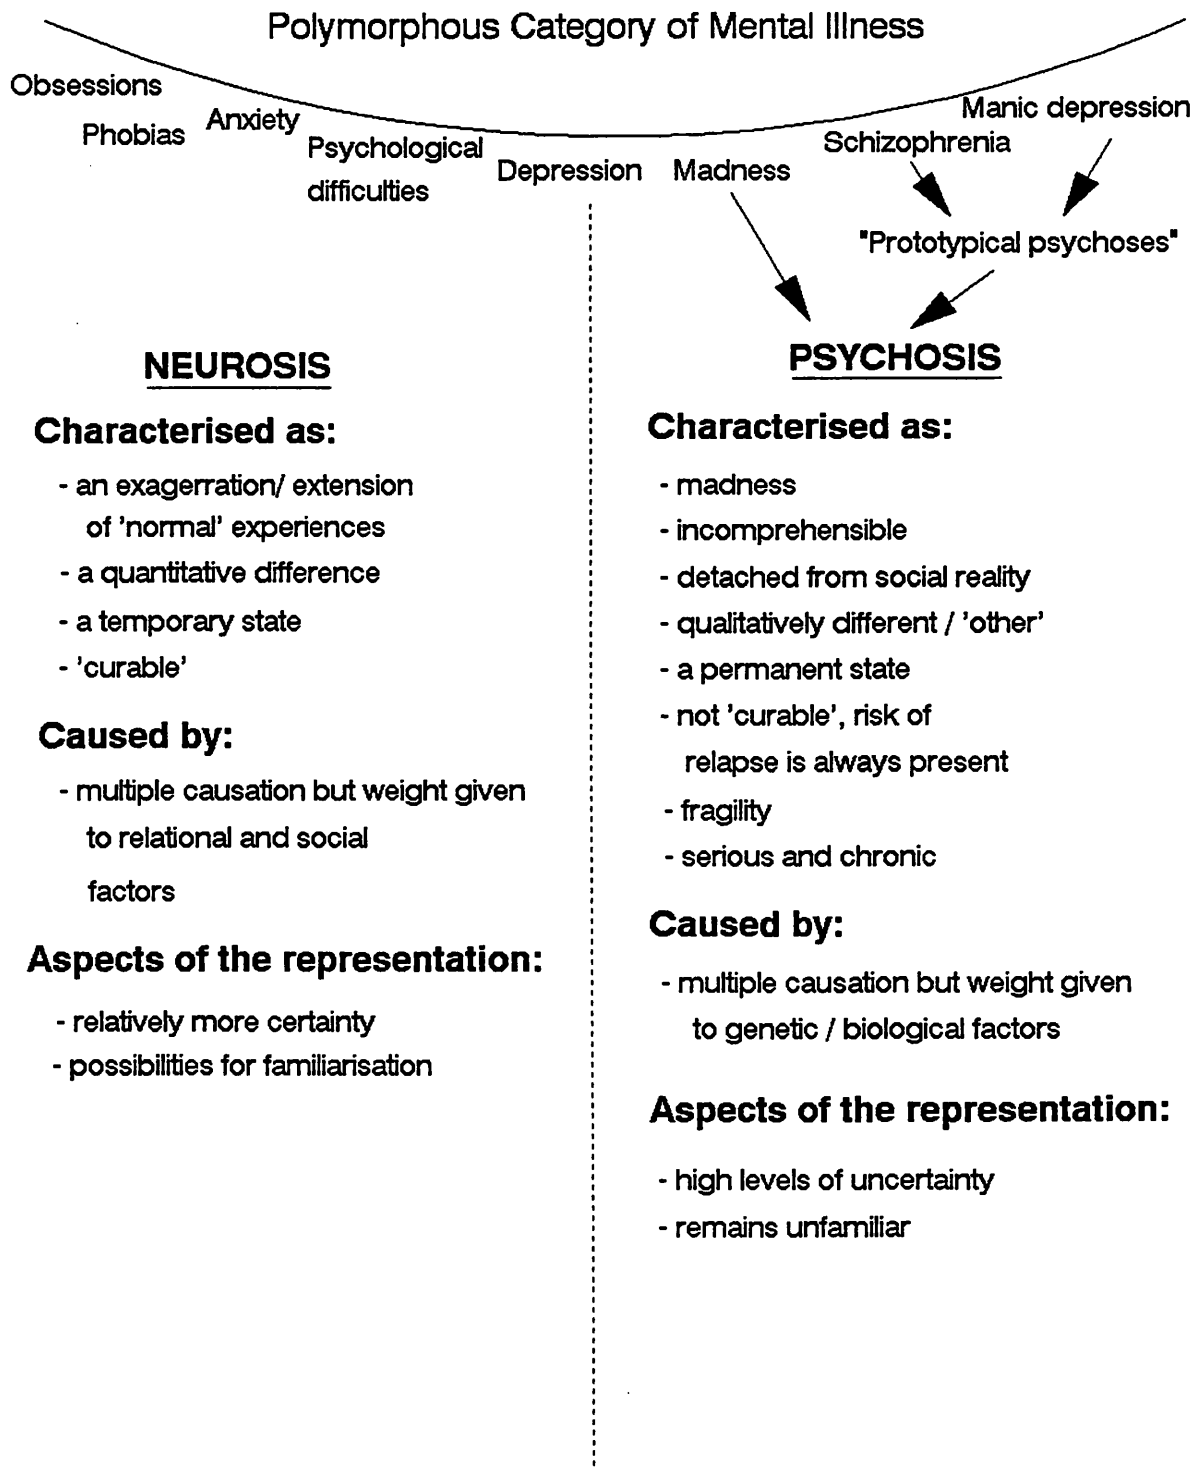 Polymorphous Category of Mental Illness
Obsessions
Phobias
Anxiety
Psychological
difficulties
Depression
Madness
Schizophrenia
Manic depression
"Prototypical psychoses"
NEUROSIS
Characterised as:
- an exagerration/ extension
of 'normal' experiences
- a quantitative difference
- a temporary state
- 'curable'
Caused by:
- multiple causation but weight given
to relational and social
factors
Aspects of the representation:
- relatively more certainty
- possibilities for familiarisation
PSYCHOSIS
Characterised as:
- madness
- incomprehensible
- detached from social reality
- qualitatively different / 'other'
- a permanent state
- not 'curable', risk of
relapse is always present
- fragility
- serious and chronic
Caused by:
- multiple causation but weight given
to genetic / biological factors
Aspects of the representation:
- high levels of uncertainty
- remains unfamiliar